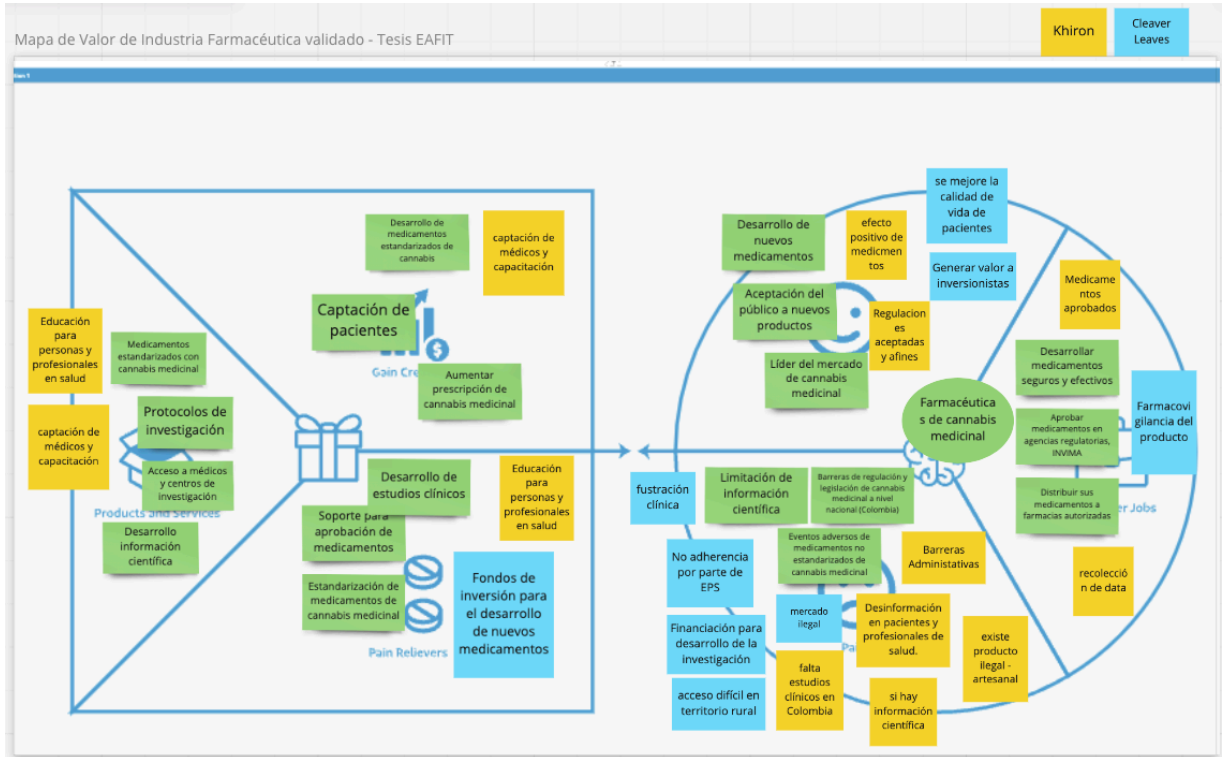 Mapa de Valor de Industria Farmacéutica validado - Tesis EAFIT
Khiron
Cleaver
Leaves
Desarrollo de
medicamentos
estandarizados de
cannabis
captación de
médicos y
capacitación
Captación de
pacientes
Gain Cre
Aumentar
prescripción de
cannabis medicinal
Educación
para
personas y
profesionales
en salud
Medicamentos
estandarizados con
cannabis medicinal
Protocolos de
investigación
captación de
médicos y
capacitación
Acceso a médicos
y centros de
investigación
Products and Services
Desarrollo
información
científica
Desarrollo de
estudios clínicos
Educación
para
personas y
profesionales
en salud
Soporte para
aprobación de
medicamentos
Estandarización de
medicamentos de
cannabis medicinal
Fondos de
inversión para
el desarrollo
de nuevos
medicamentos
Pain Relievers
se mejore la
calidad de
vida de
pacientes
Desarrollo de
nuevos
medicamentos
efecto
positivo de
medicmen
tos
Generar valor a
inversionistas
Aceptación del
público a nuevos
productos
Regulacion
es
aceptadas
y afines
Líder del mercado
de cannabis
medicinal
Farmacéutica
s de cannabis
medicinal
Medicame
ntos
aprobados
Desarrollar
medicamentos
seguros y efectivos
Farmacovi
gilancia del
producto
Aprobar
medicamentos en
agencias regulatorias,
INVIMA
Distribuir sus
medicamentos a
farmacias autorizadas
er Jobs
recolecció
n de data
fustración
clínica
Limitación de
información
científica
Barreras de regulación y
legislación de cannabis
medicinal a nivel
nacional (Colombia)
No adherencia
por parte de
EPS
Eventos adversos de
medicamentos no
estandarizados de
cannabis medicinal
Barreras
Administativas
mercado
ilegal
Desinformación
en pacientes y
profesionales de
salud.
Pa
Financiación para
desarrollo de la
investigación
existe
producto
ilegal -
artesanal
falta
estudios
clínicos en
Colombia
acceso difícil en
territorio rural
si hay
información
científica